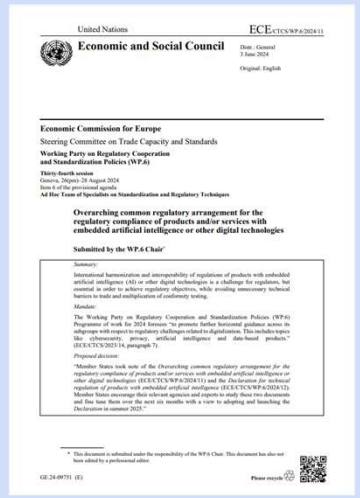 United Nations
ECE/CTCS/WP.6/2024/11
Economic and Social Council
Distr.: General
3 June 2024
Original: English
Economic Commission for Europe
Steering Committee on Trade Capacity and Standards
Working Party on Regulatory Cooperation
and Standardization Policies (WP.6)
Thirty-fourth session
Geneva, 26(pm)–28 August 2024
Item 6 of the provisional agenda
Ad Hoc Team of Specialists on Standardization and Regulatory Techniques
Overarching common regulatory arrangement for the
regulatory compliance of products and/or services with
embedded artificial intelligence or other digital technologies
Submitted by the WP.6 Chair*
Summary:
International harmonization and interoperability of regulations of products with embedded
artificial intelligence (AI) or other digital technologies is a challenge for regulators, but
essential in order to achieve regulatory objectives, while avoiding unnecessary technical
barriers to trade and multiplication of conformity testing.
Mandate:
The Working Party on Regulatory Cooperation and Standardization Policies (WP.6)
Programme of work for 2024 foresees "to promote further horizontal guidance across its
subgroups with respect to regulatory challenges related to digitalization. This includes topics
like cybersecurity, privacy, artificial intelligence and data-based products."
(ECE/CTCS/2023/14, paragraph 7).
Proposed decision:
"Member States took note of the Overarching common regulatory arrangement for the
regulatory compliance of products and/or services with embedded artificial intelligence or
other digital technologies (ECE/CTCS/WP.6/2024/11) and the Declaration for technical
regulation of products with embedded artificial intelligence (ECE/CTCS/WP.6/2024/12).
Member States encourage their relevant agencies and experts to study these two documents
and fine tune them over the next six months with a view to adopting and launching the
Declaration in summer 2025."
* This document is submitted under the responsibility of the WP.6 Chair. This document has also not
been edited by a professional editor.
GE.24-09751 (E)
Please recycle